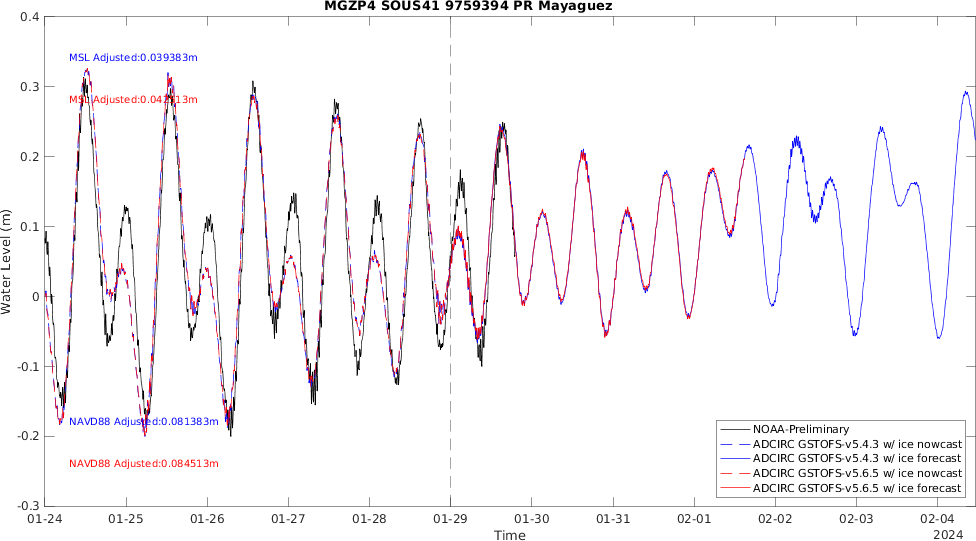 MGZP4 SOUS41 9759394 PR Mayaguez
0.4
0.3
0.2
0.1
0
-0.1
-0.2
-0.3
Water Level (m)
MSL Adjusted:0.039383m
MSL Adjusted:0.042513m
NAVD88 Adjusted:0.081383m
NAVD88 Adjusted:0.084513m
NOAA-Preliminary
ADCIRC GSTOFS-v5.4.3 w/ ice nowcast
ADCIRC GSTOFS-v5.4.3 w/ ice forecast
ADCIRC GSTOFS-v5.6.5 w/ ice nowcast
ADCIRC GSTOFS-v5.6.5 w/ ice forecast
01-24 01-25 01-26 01-27 01-28 01-29 01-30 01-31 02-01 02-02 02-03 02-04
Time
2024